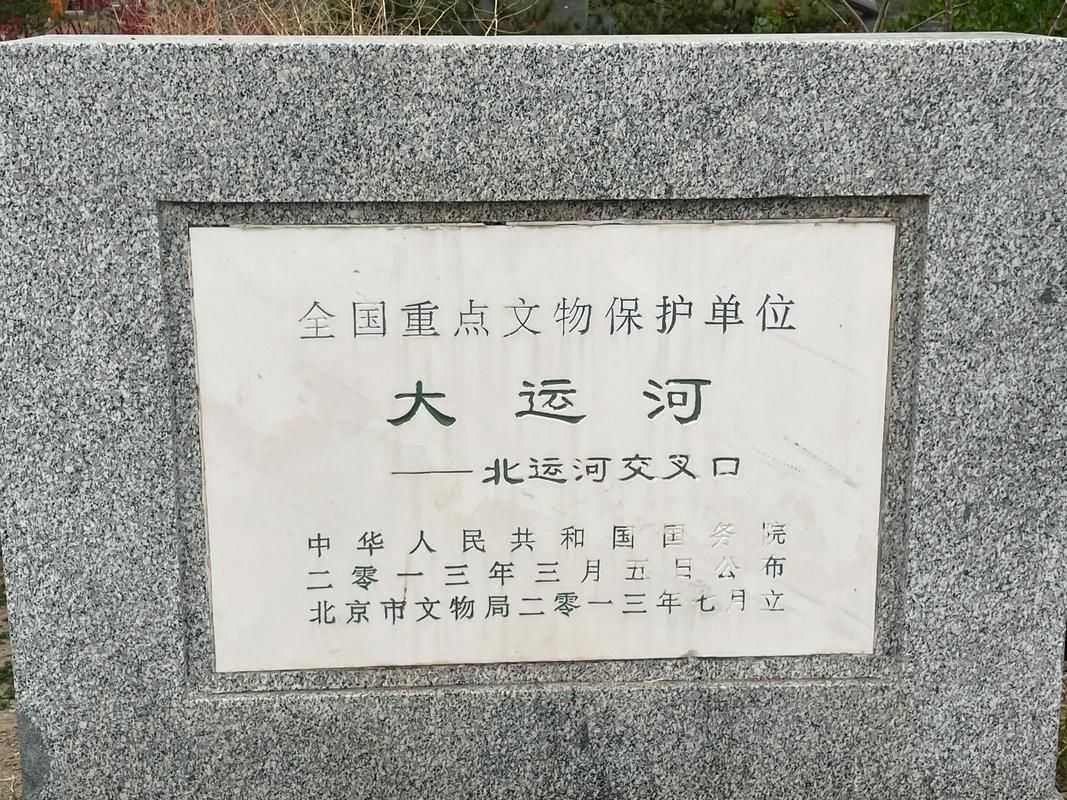 全国重点文物保护单位
大运河
——北运河交叉口
中华人民共和国国务院
二零一三年三月五日公布
北京市文物局二零一三年七月立